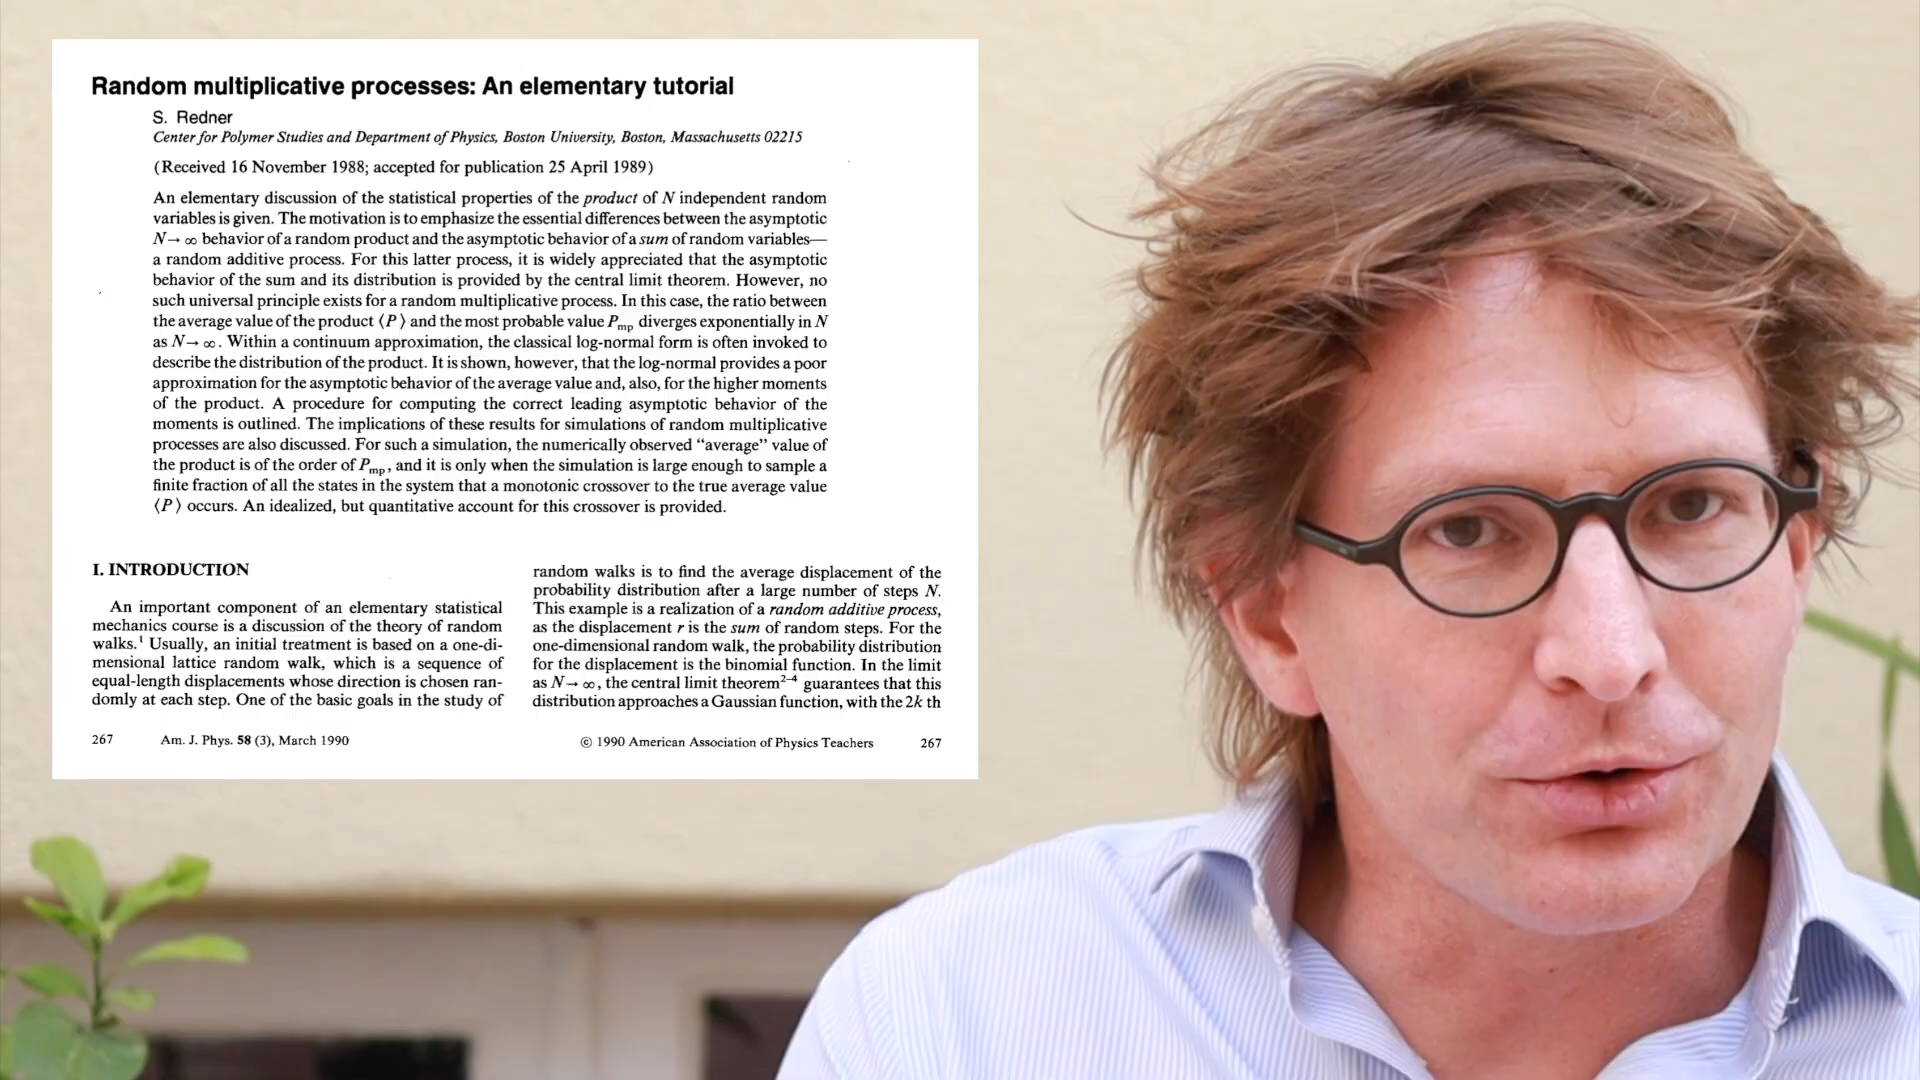 Random multiplicative processes: An elementary tutorial
S. Redner
Center for Polymer Studies and Department of Physics, Boston University, Boston, Massachusetts 02215
(Received 16 November 1988; accepted for publication 25 April 1989)
An elementary discussion of the statistical properties of the product of N independent random
variables is given. The motivation is to emphasize the essential differences between the asymptotic
N→ ∞ behavior of a random product and the asymptotic behavior of a sum of random variables—
a random additive process. For this latter process, it is widely appreciated that the asymptotic
behavior of the sum and its distribution is provided by the central limit theorem. However, no
such universal principle exists for a random multiplicative process. In this case, the ratio between
the average value of the product ⟨P⟩ and the most probable value Pmp diverges exponentially in N
as N→ ∞. Within a continuum approximation, the classical log-normal form is often invoked to
describe the distribution of the product. It is shown, however, that the log-normal provides a poor
approximation for the asymptotic behavior of the average value and, also, for the higher moments
of the product. A procedure for computing the correct leading asymptotic behavior of the
moments is outlined. The implications of these results for simulations of random multiplicative
processes are also discussed. For such a simulation, the numerically observed “average” value of
the product is of the order of Pmp, and it is only when the simulation is large enough to sample a
finite fraction of all the states in the system that a monotonic crossover to the true average value
⟨P⟩ occurs. An idealized, but quantitative account for this crossover is provided.
I. INTRODUCTION
An important component of an elementary statistical
mechanics course is a discussion of the theory of random
walks.¹ Usually, an initial treatment is based on a one-di-
mensional lattice random walk, which is a sequence of
equal-length displacements whose direction is chosen ran-
domly at each step. One of the basic goals in the study of
random walks is to find the average displacement of the
probability distribution after a large number of steps N.
This example is a realization of a random additive process,
as the displacement r is the sum of random steps. For the
one-dimensional random walk, the probability distribution
for the displacement is the binomial function. In the limit
as N→ ∞, the central limit theorem²⁻⁴ guarantees that this
distribution approaches a Gaussian function, with the 2k th
267 Am. J. Phys. 58 (3), March 1990 © 1990 American Association of Physics Teachers 267